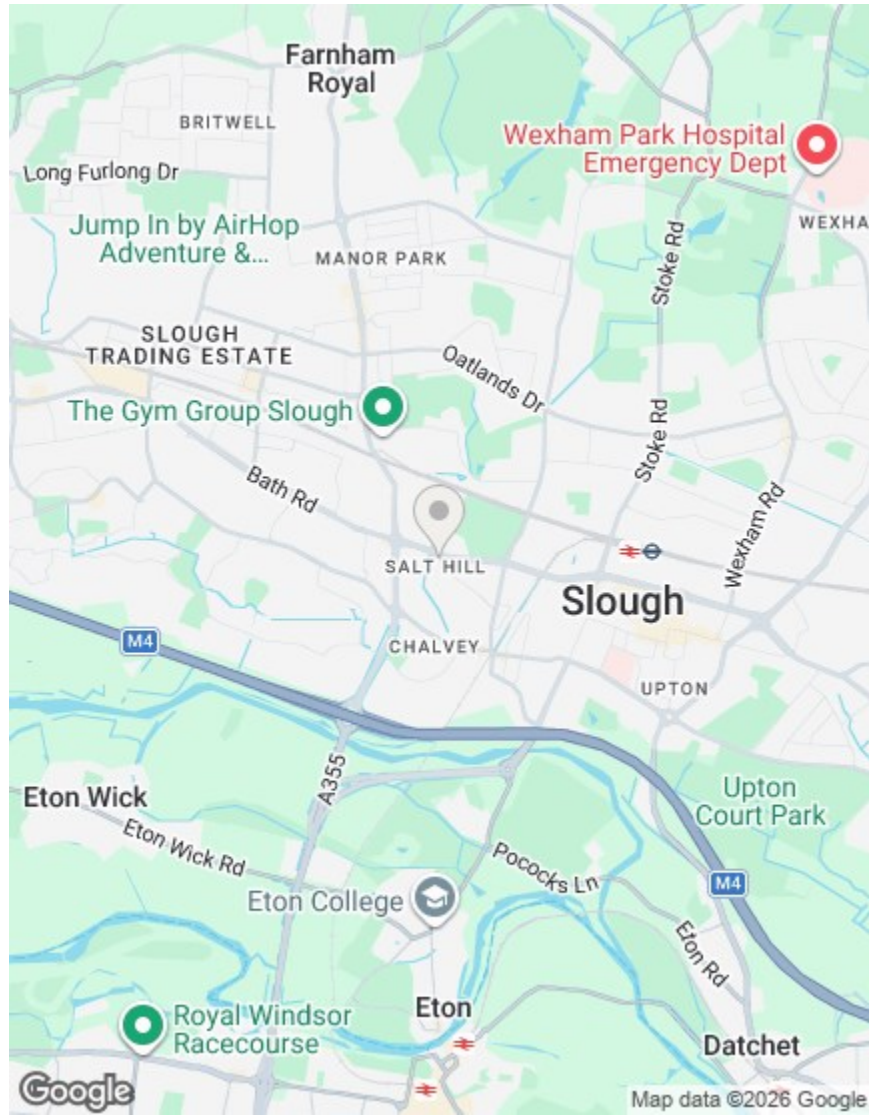 Farnham
Royal
BRITWELL
Wexham Park Hospital
Emergency Dept
Long Furlong Dr
WEXHA
Jump In by AirHop
Adventure &...
MANOR PARK
Stoke Rd
SLOUGH
TRADING ESTATE
Oatlands Dr
The Gym Group Slough
Stoke Rd
Bath Rd
Wexham Rd
SALT HILL
Slough
M4
CHALVEY
UPTON
A355
Eton Wick
Upton
Court Park
Eton Wick Rd
Pococks Ln
Eton College
M4
Eton Rd
Eton
Royal Windsor
Racecourse
Datchet
Google
Map data ©2026 Google